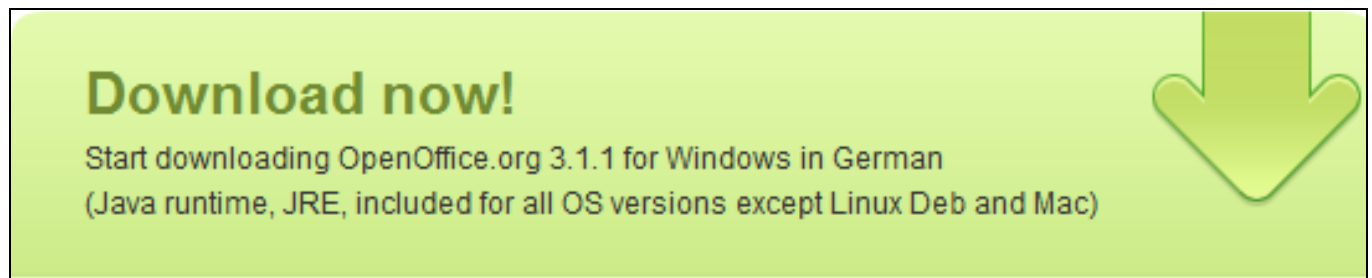 Download now!
Start downloading OpenOffice.org 3.1.1 for Windows in German
(Java runtime, JRE, included for all OS versions except Linux Deb and Mac)